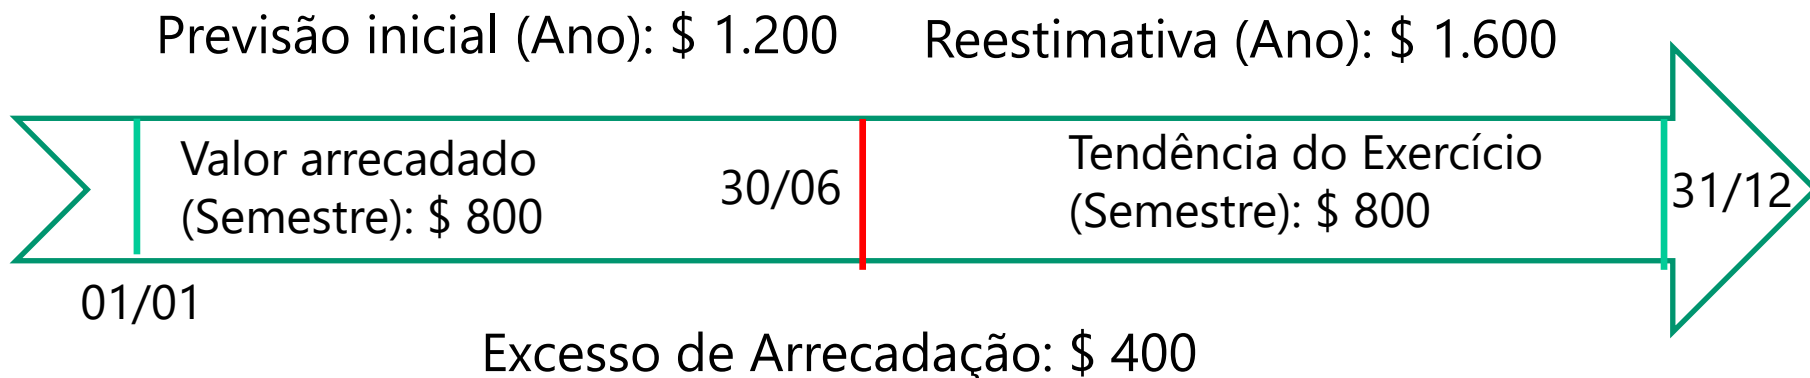 Previsão inicial (Ano): $ 1.200
Reestimativa (Ano): $ 1.600
Valor arrecadado
(Semestre): $ 800
30/06
Tendência do Exercício
(Semestre): $ 800
31/12
01/01
Excesso de Arrecadação: $ 400